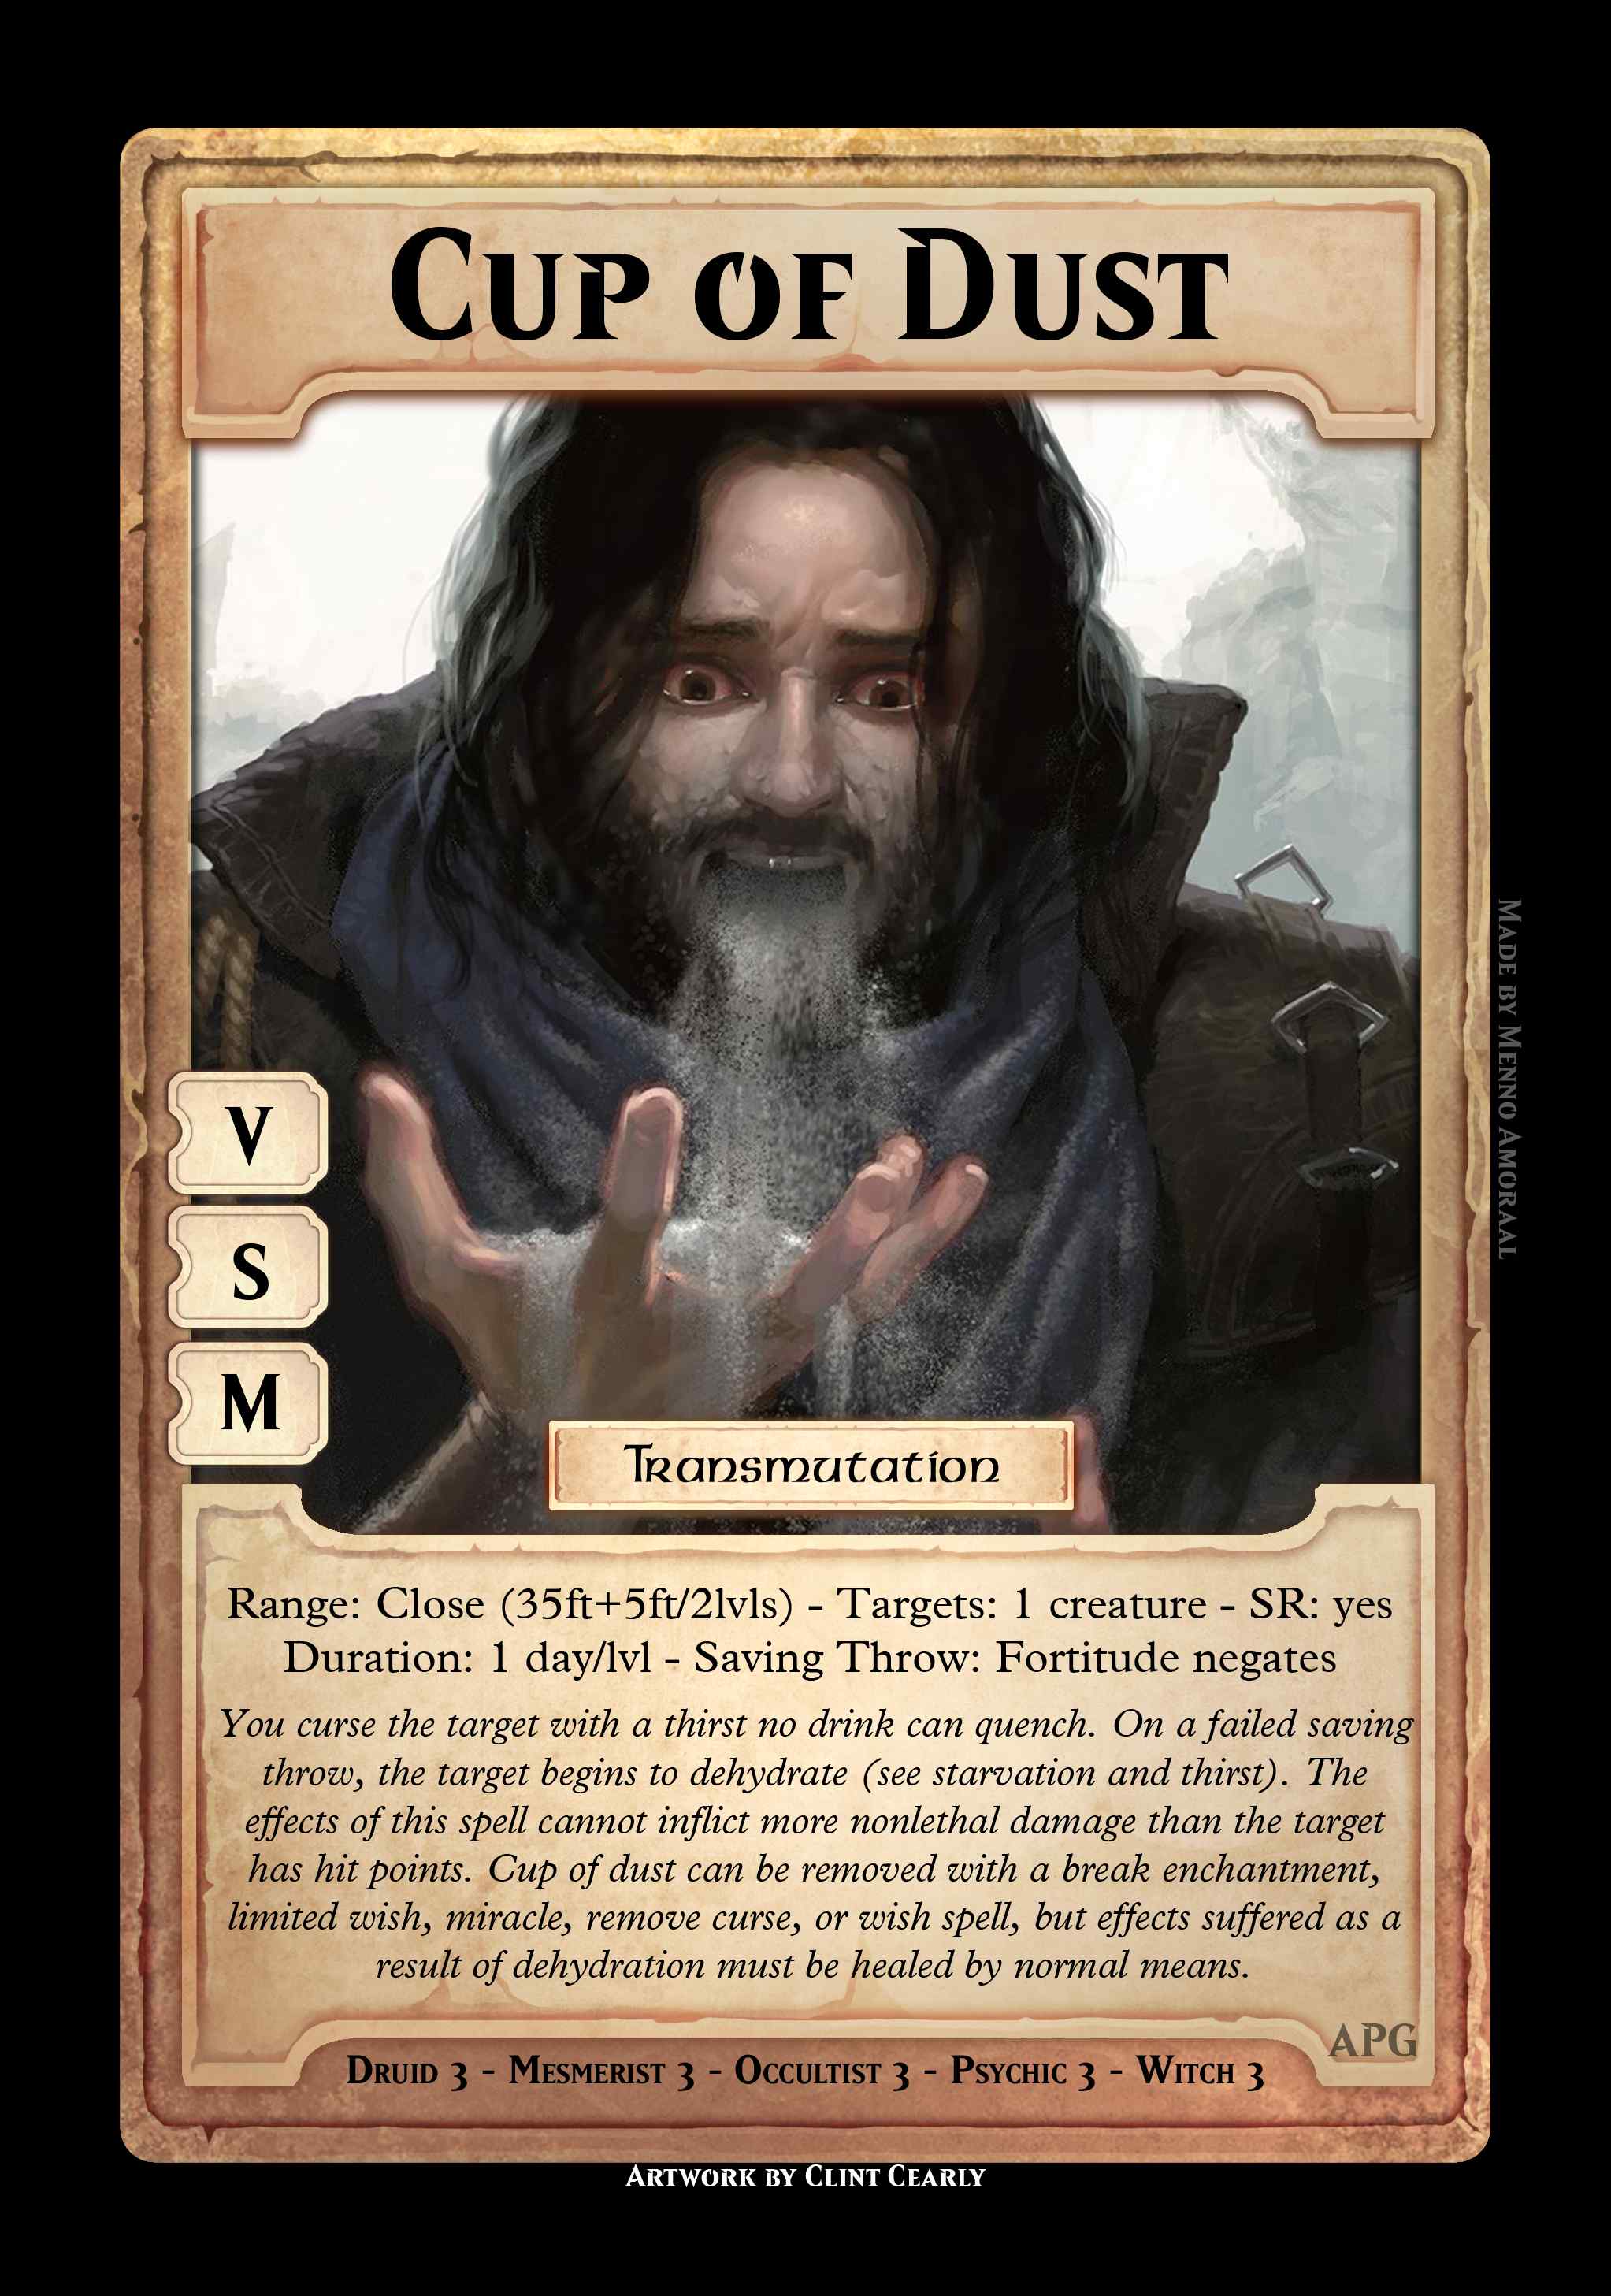 Cup of Dust
V
S
M
Transmutation
Range: Close (35ft+5ft/2lvls) - Targets: 1 creature - SR: yes
Duration: 1 day/lvl - Saving Throw: Fortitude negates
You curse the target with a thirst no drink can quench. On a failed saving
throw, the target begins to dehydrate (see starvation and thirst). The
effects of this spell cannot inflict more nonlethal damage than the target
has hit points. Cup of dust can be removed with a break enchantment,
limited wish, miracle, remove curse, or wish spell, but effects suffered as a
result of dehydration must be healed by normal means.
APG
Druid 3 - Mesmerist 3 - Occultist 3 - Psychic 3 - Witch 3
Artwork by Clint Cearly
Made by Menno Amoraal